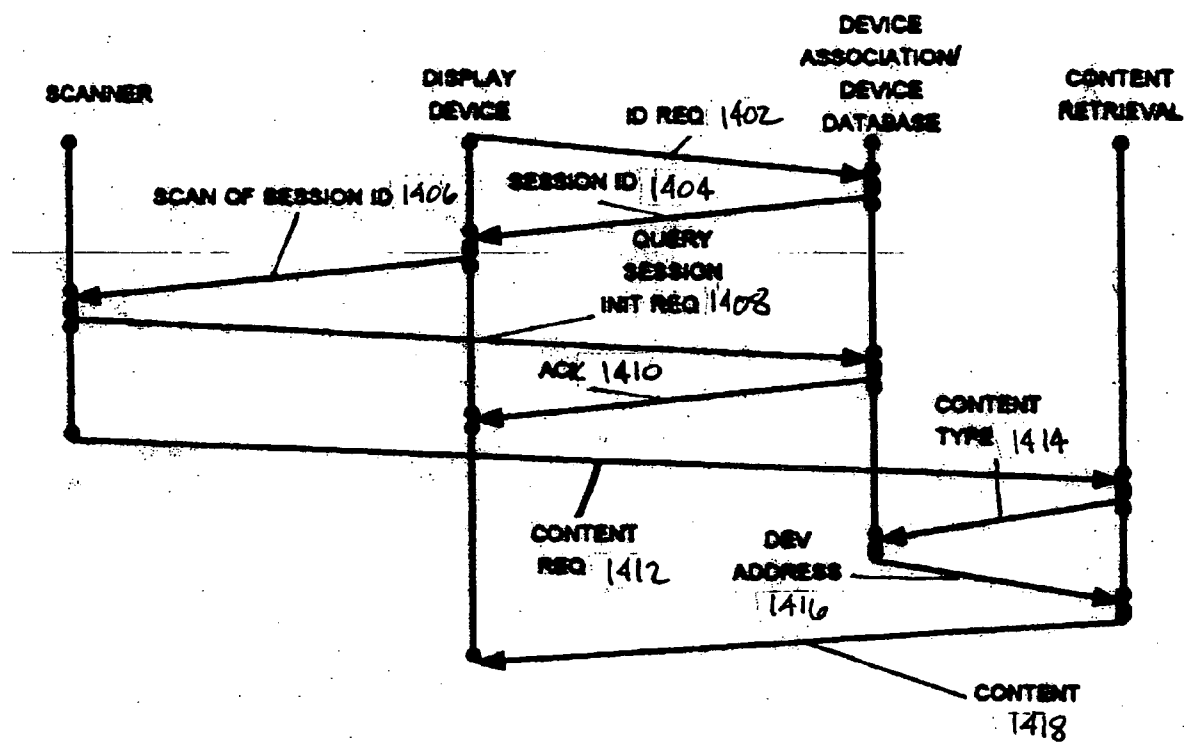 SCANNER
DISPLAY
DEVICE
DEVICE
ASSOCIATION/
DEVICE
DATABASE
CONTENT
RETRIEVAL
ID REQ 1402
SESSION ID 1404
SCAN OF SESSION ID 1406
QUERY
SESSION
INIT REQ 1408
ACK 1410
CONTENT
REQ 1412
CONTENT
TYPE 1414
DEV
ADDRESS
1416
CONTENT
1418